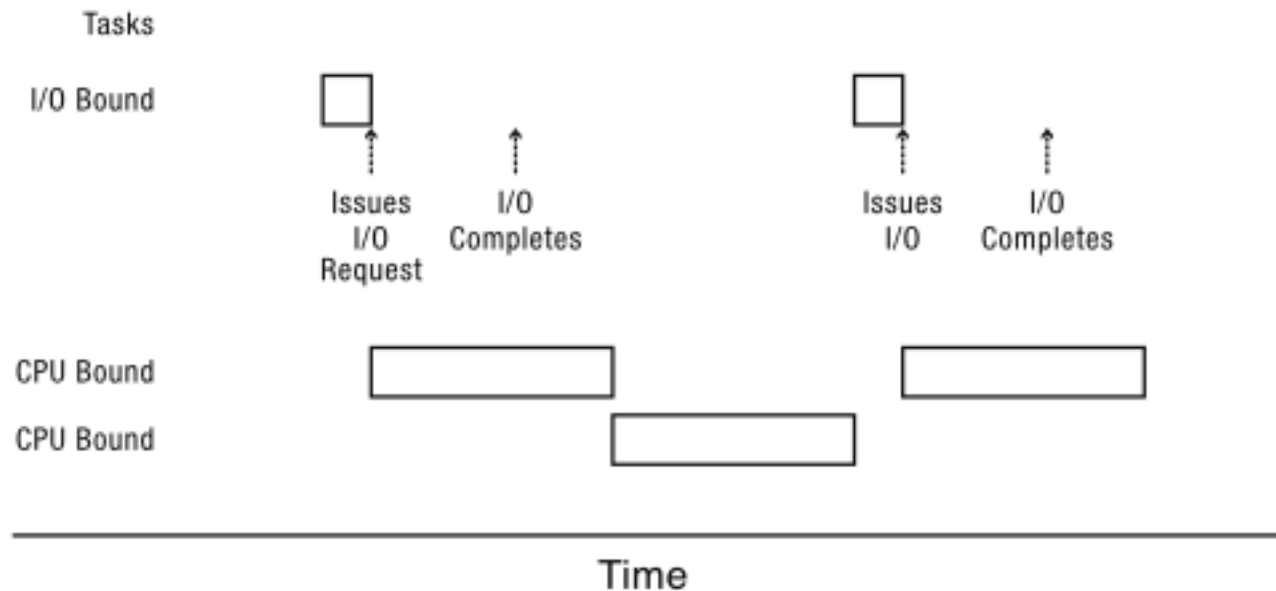 Tasks
I/O Bound
Issues
I/O
Request
I/O
Completes
Issues
I/O
I/O
Completes
CPU Bound
CPU Bound
Time